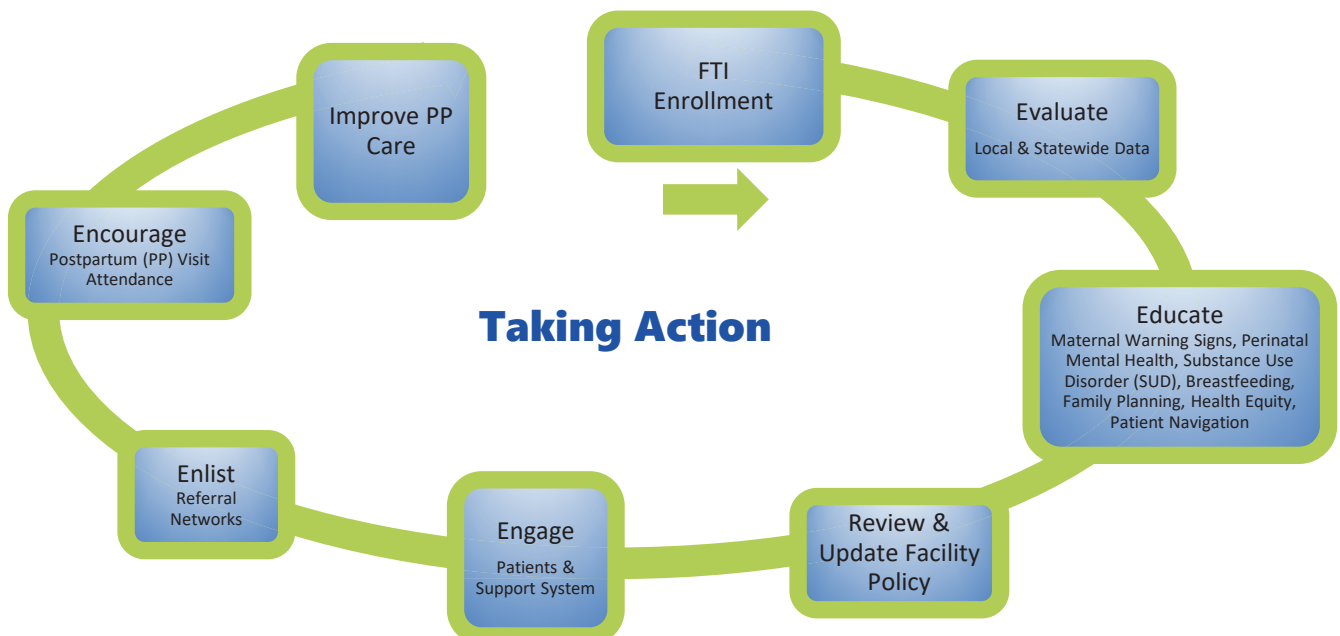 FTI
Enrollment
Evaluate
Local & Statewide Data
Educate
Maternal Warning Signs, Perinatal
Mental Health, Substance Use
Disorder (SUD), Breastfeeding,
Family Planning, Health Equity,
Patient Navigation
Review &
Update Facility
Policy
Engage
Patients &
Support System
Enlist
Referral
Networks
Encourage
Postpartum (PP) Visit
Attendance
Improve PP
Care
Taking Action